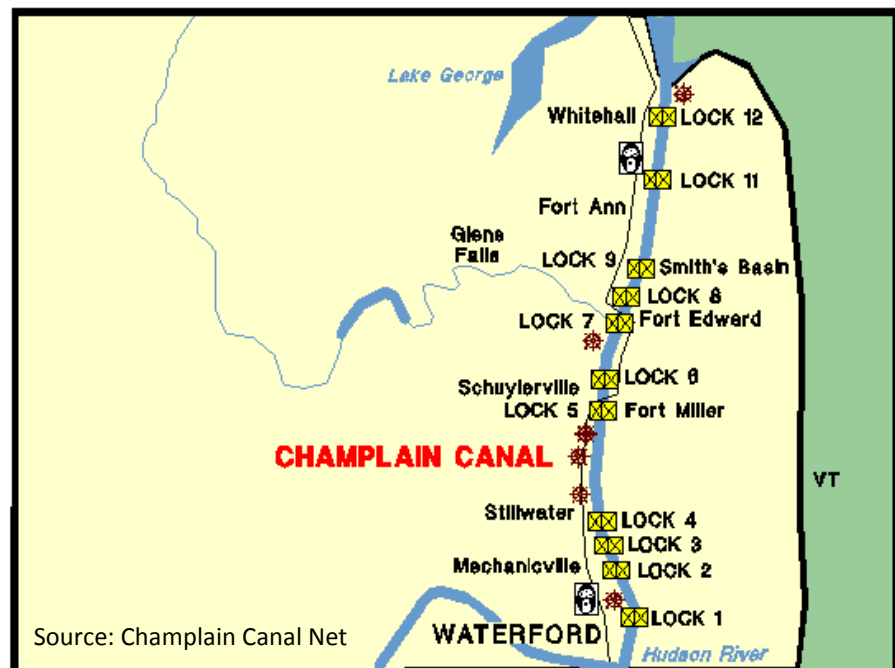 Lake George
Whitehall
LOCK 12
LOCK 11
Fort Ann
Glens
Falls
LOCK 9
Smith's Basin
LOCK 8
LOCK 7
Fort Edward
LOCK 6
Schuylerville
LOCK 5
Fort Miller
CHAMPLAIN CANAL
VT
Stillwater
LOCK 4
LOCK 3
Mechanicville
LOCK 2
LOCK 1
WATERFORD
Source: Champlain Canal Net
Hudson River